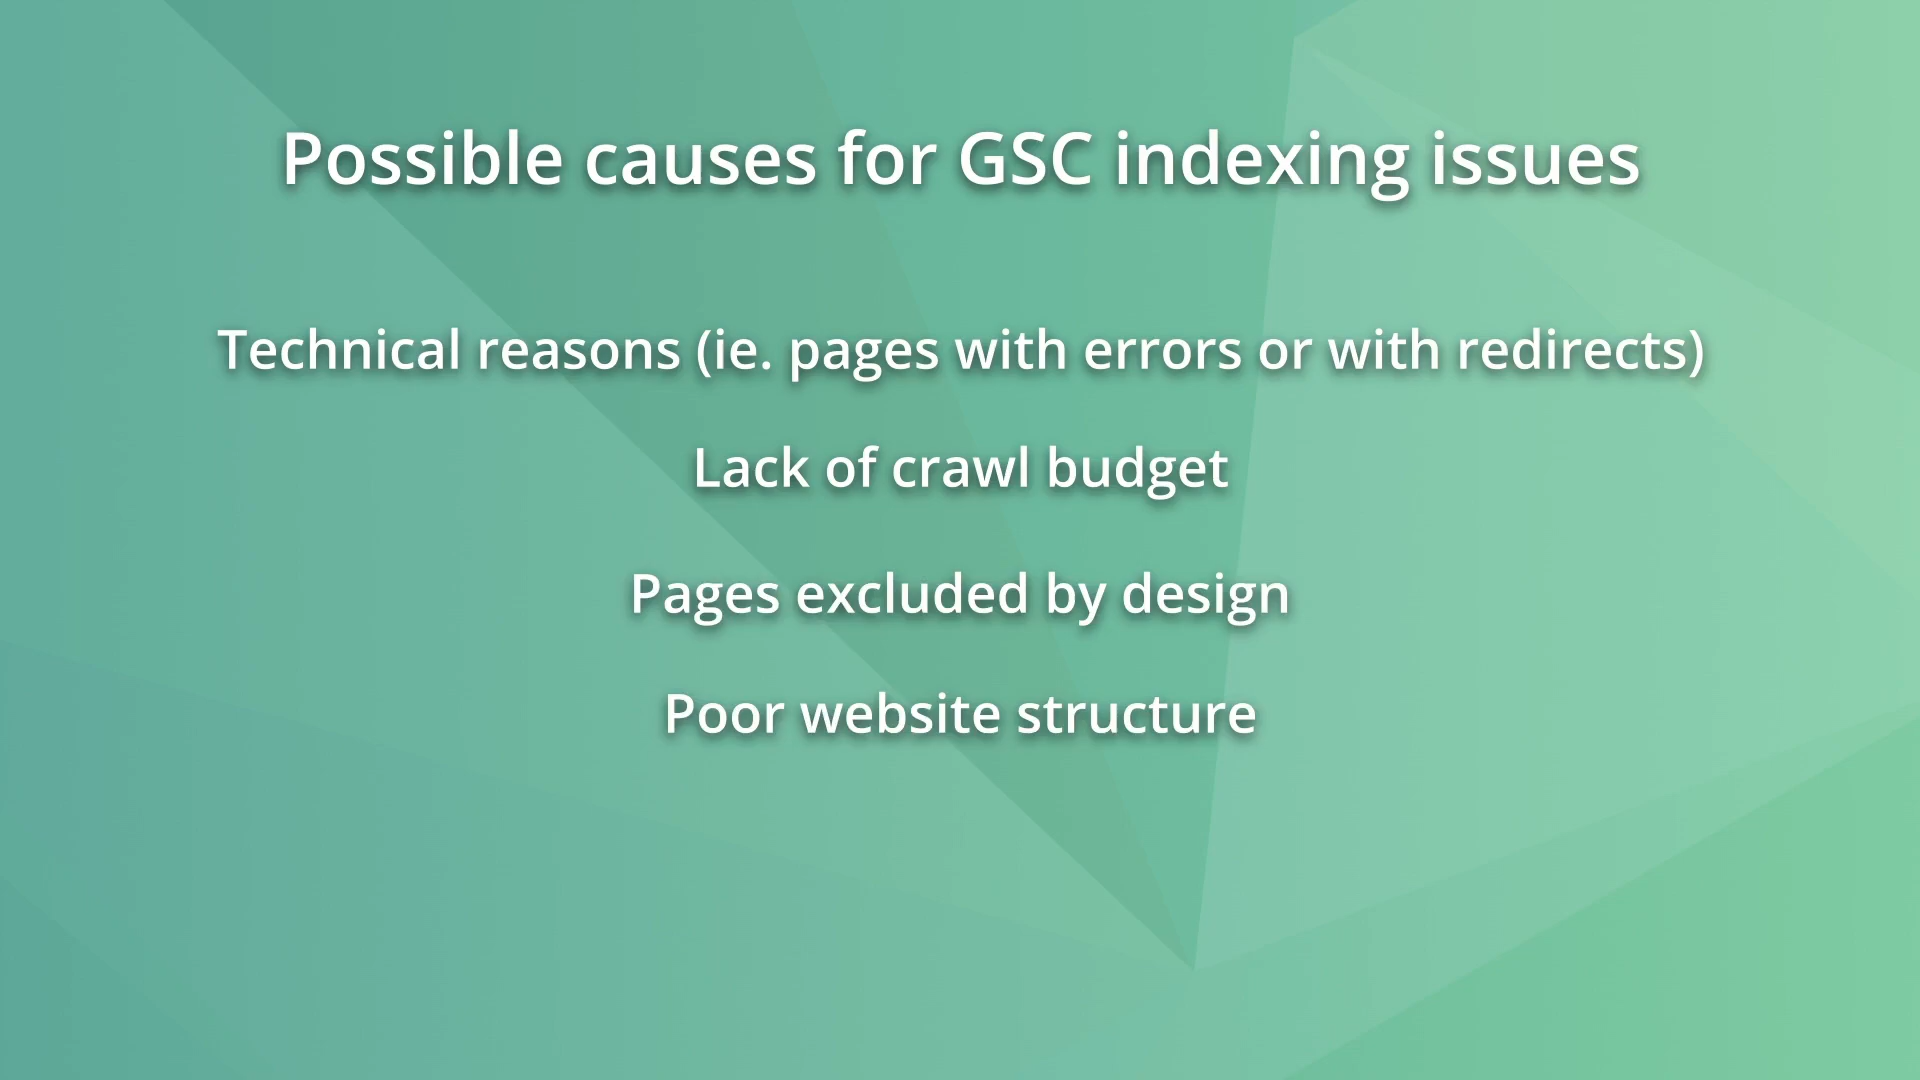 Possible causes for GSC indexing issues
Technical reasons (ie. pages with errors or with redirects)
Lack of crawl budget
Pages excluded by design
Poor website structure